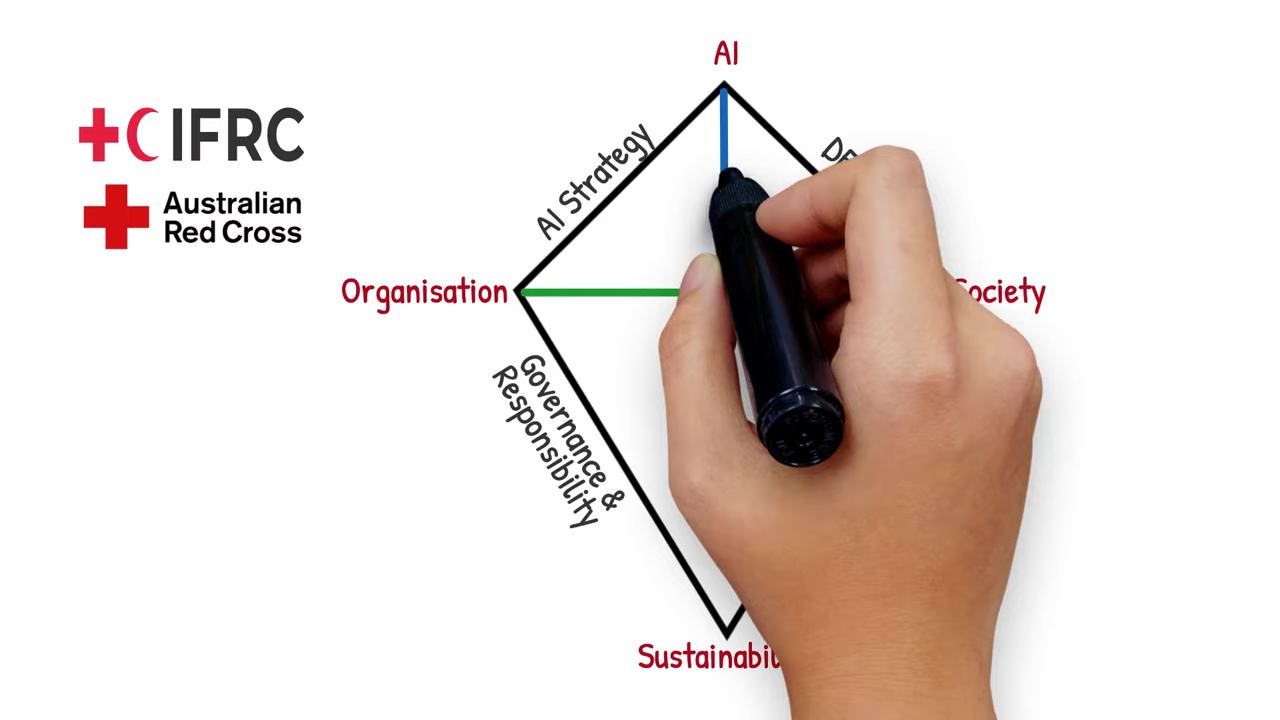 AI
IFRC
Australian
Red Cross
AI Strategy
Organisation
Society
Governance &
Responsibility